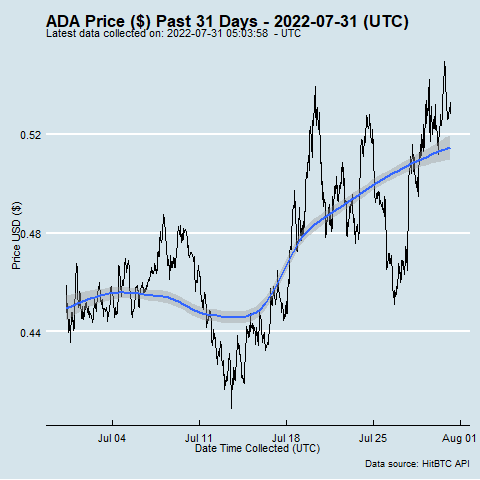 ADA Price ($) Past 31 Days - 2022-07-31 (UTC)
Latest data collected on: 2022-07-31 05:03:58 - UTC
0.52
0.48
0.44
Price USD ($)
Jul 04 Jul 11 Jul 18 Jul 25 Aug 01
Date Time Collected (UTC)
Data source: HitBTC API